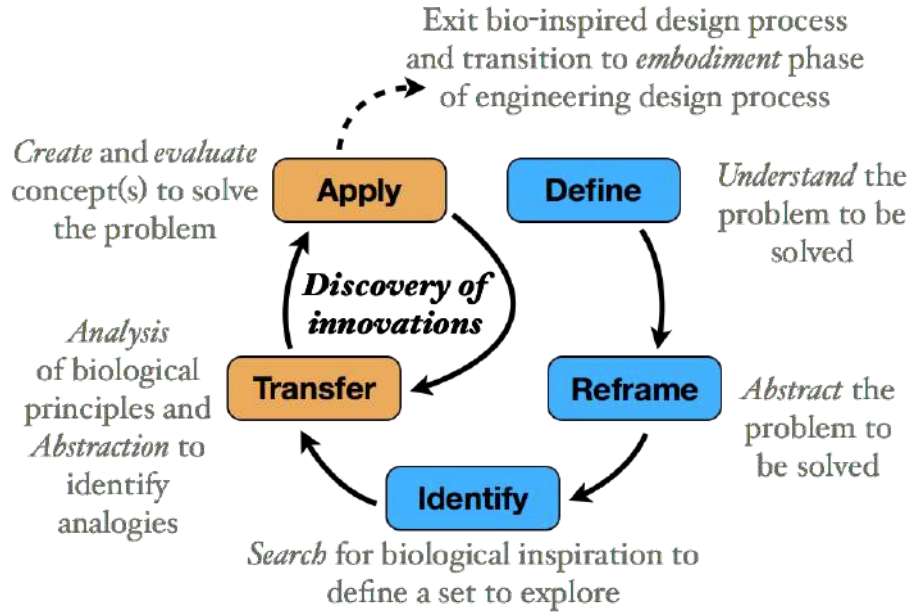 Exit bio-inspired design process
and transition to embodiment phase
of engineering design process
Create and evaluate
concept(s) to solve
the problem
Apply
Define
Understand the
problem to be
solved
Discovery of
innovations
Analysis
of biological
principles and
Abstraction to
identify
analogies
Transfer
Reframe
Abstract the
problem to
be solved
Identify
Search for biological inspiration to
define a set to explore